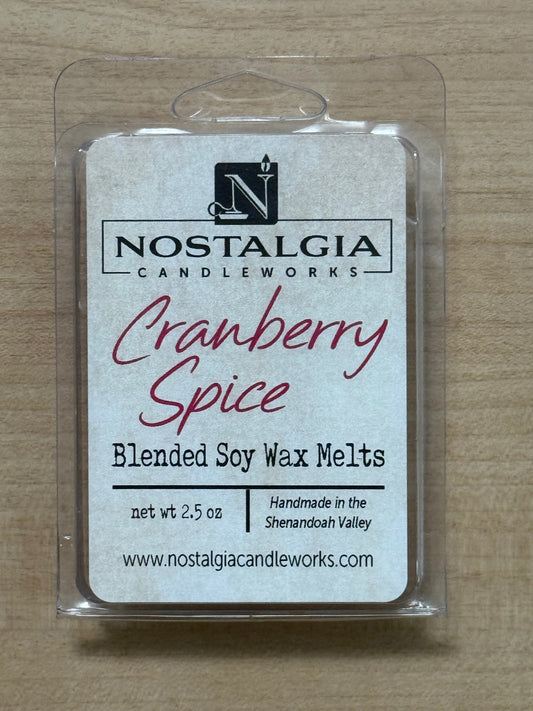 N
NOSTALGIA
CANDLEWORKS
Cranberry
Spice
Blended Soy Wax Melts
net wt 2.5 oz
Handmade in the
Shenandoah Valley
www.nostalgiacandleworks.com